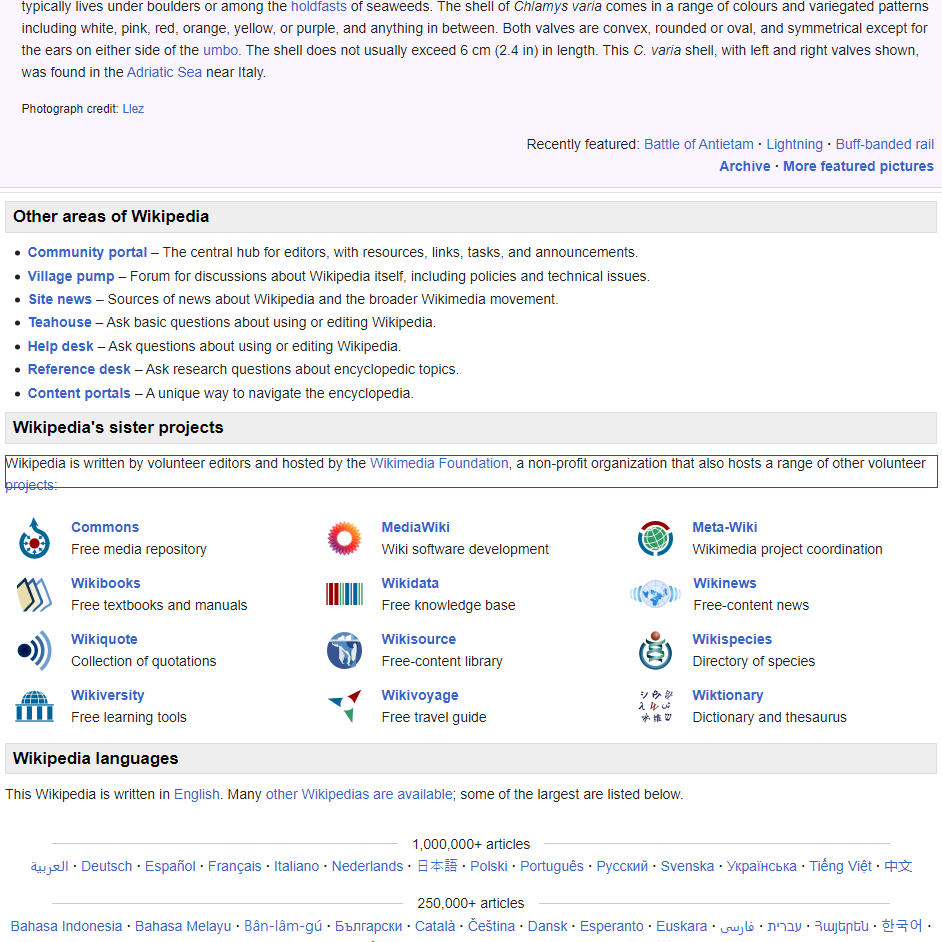 typically lives under boulders or among the holdfasts of seaweeds. The shell of Chlamys varia comes in a range of colours and variegated patterns
including white, pink, red, orange, yellow, or purple, and anything in between. Both valves are convex, rounded or oval, and symmetrical except for
the ears on either side of the umbo. The shell does not usually exceed 6 cm (2.4 in) in length. This C. varia shell, with left and right valves shown,
was found in the Adriatic Sea near Italy.
Photograph credit: Llez
Recently featured: Battle of Antietam · Lightning · Buff-banded rail
Archive · More featured pictures
Other areas of Wikipedia
• Community portal – The central hub for editors, with resources, links, tasks, and announcements.
• Village pump – Forum for discussions about Wikipedia itself, including policies and technical issues.
• Site news – Sources of news about Wikipedia and the broader Wikimedia movement.
• Teahouse – Ask basic questions about using or editing Wikipedia.
• Help desk – Ask questions about using or editing Wikipedia.
• Reference desk – Ask research questions about encyclopedic topics.
• Content portals – A unique way to navigate the encyclopedia.
Wikipedia's sister projects
Wikipedia is written by volunteer editors and hosted by the Wikimedia Foundation, a non-profit organization that also hosts a range of other volunteer
projects:
Commons
Free media repository
MediaWiki
Wiki software development
Meta-Wiki
Wikimedia project coordination
Wikibooks
Free textbooks and manuals
Wikidata
Free knowledge base
Wikinews
Free-content news
Wikiquote
Collection of quotations
Wikisource
Free-content library
Wikispecies
Directory of species
Wikiversity
Free learning tools
Wikivoyage
Free travel guide
Wiktionary
Dictionary and thesaurus
Wikipedia languages
This Wikipedia is written in English. Many other Wikipedias are available; some of the largest are listed below.
1,000,000+ articles
العربية · Deutsch · Español · Français · Italiano · Nederlands · 日本語 · Polski · Português · Русский · Svenska · Українська · Tiếng Việt · 中文
250,000+ articles
Bahasa Indonesia · Bahasa Melayu · Bân-lâm-gú · Български · Català · Čeština · Dansk · Esperanto · Euskara · فارسی · עברית · Հայերեն · 한국어 ·